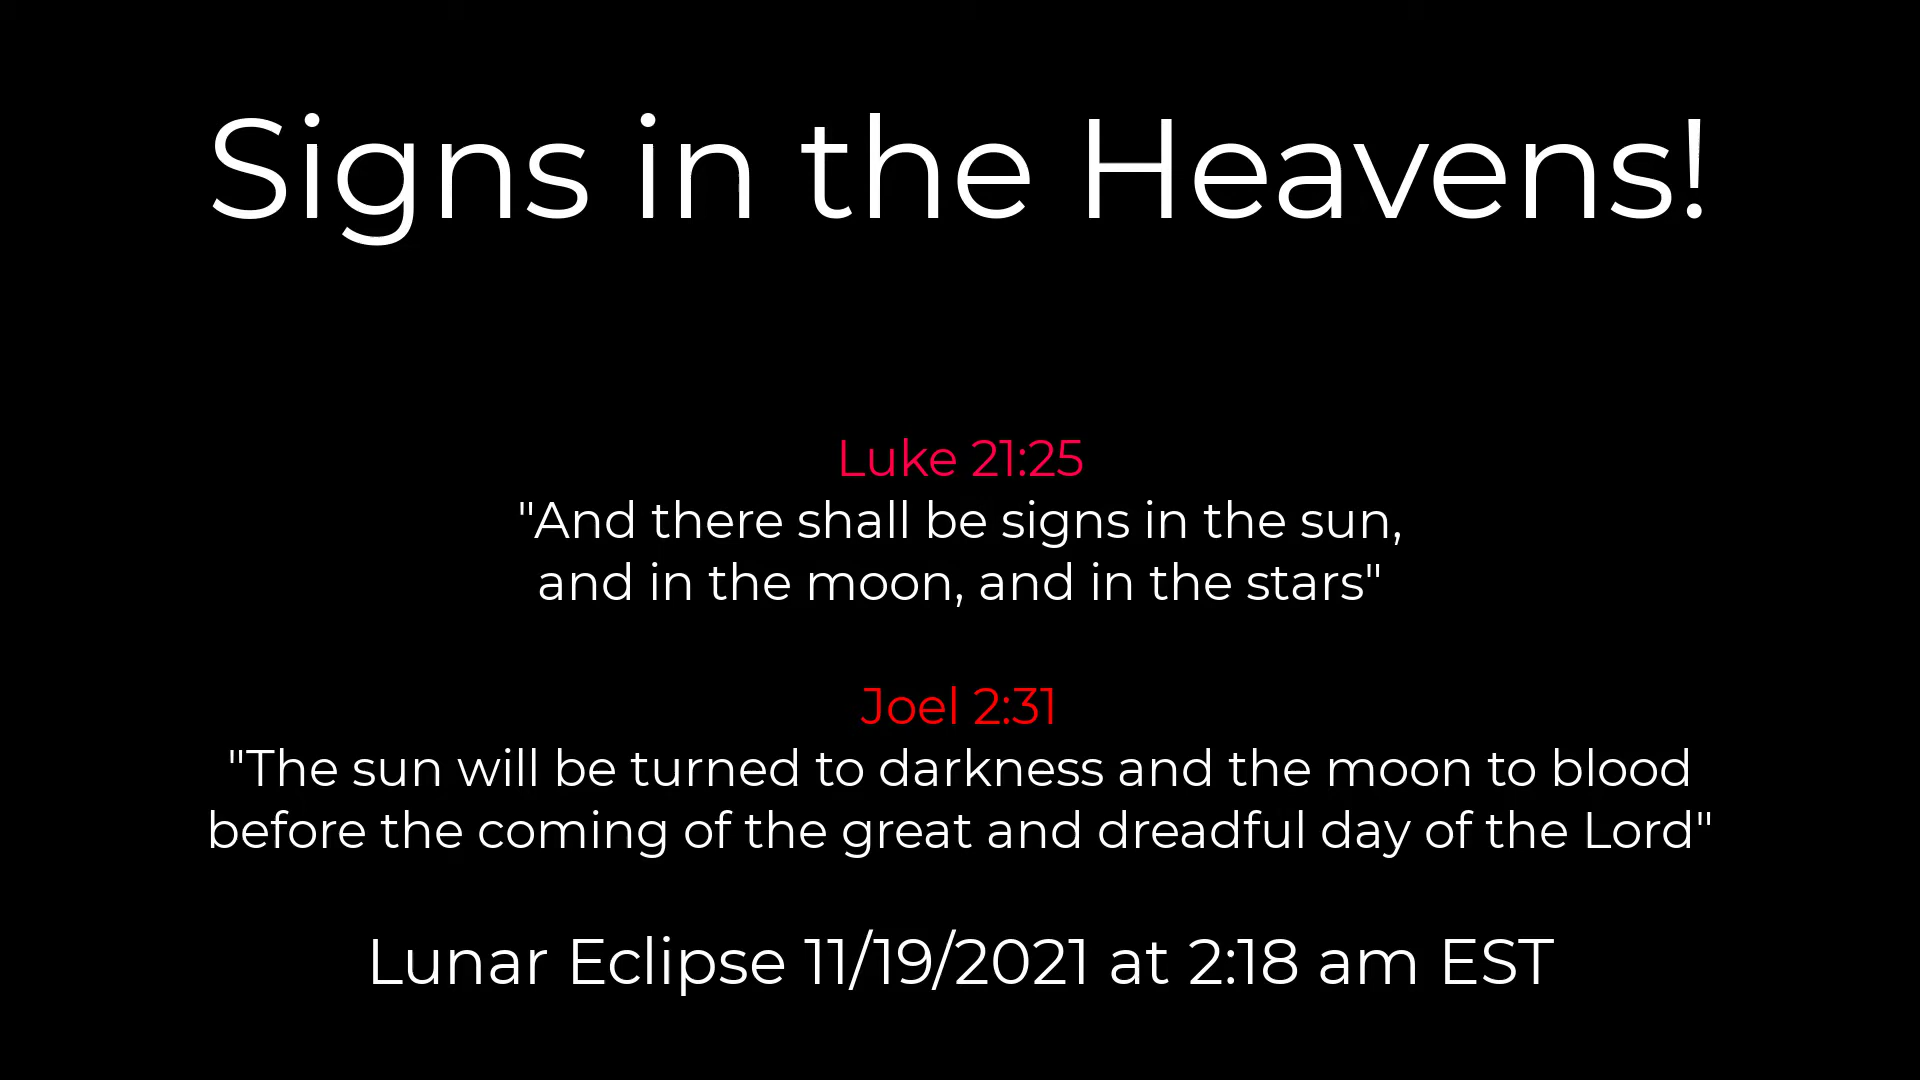 Signs in the Heavens!
Luke 21:25
"And there shall be signs in the sun,
and in the moon, and in the stars"
Joel 2:31
"The sun will be turned to darkness and the moon to blood
before the coming of the great and dreadful day of the Lord"
Lunar Eclipse 11/19/2021 at 2:18 am EST